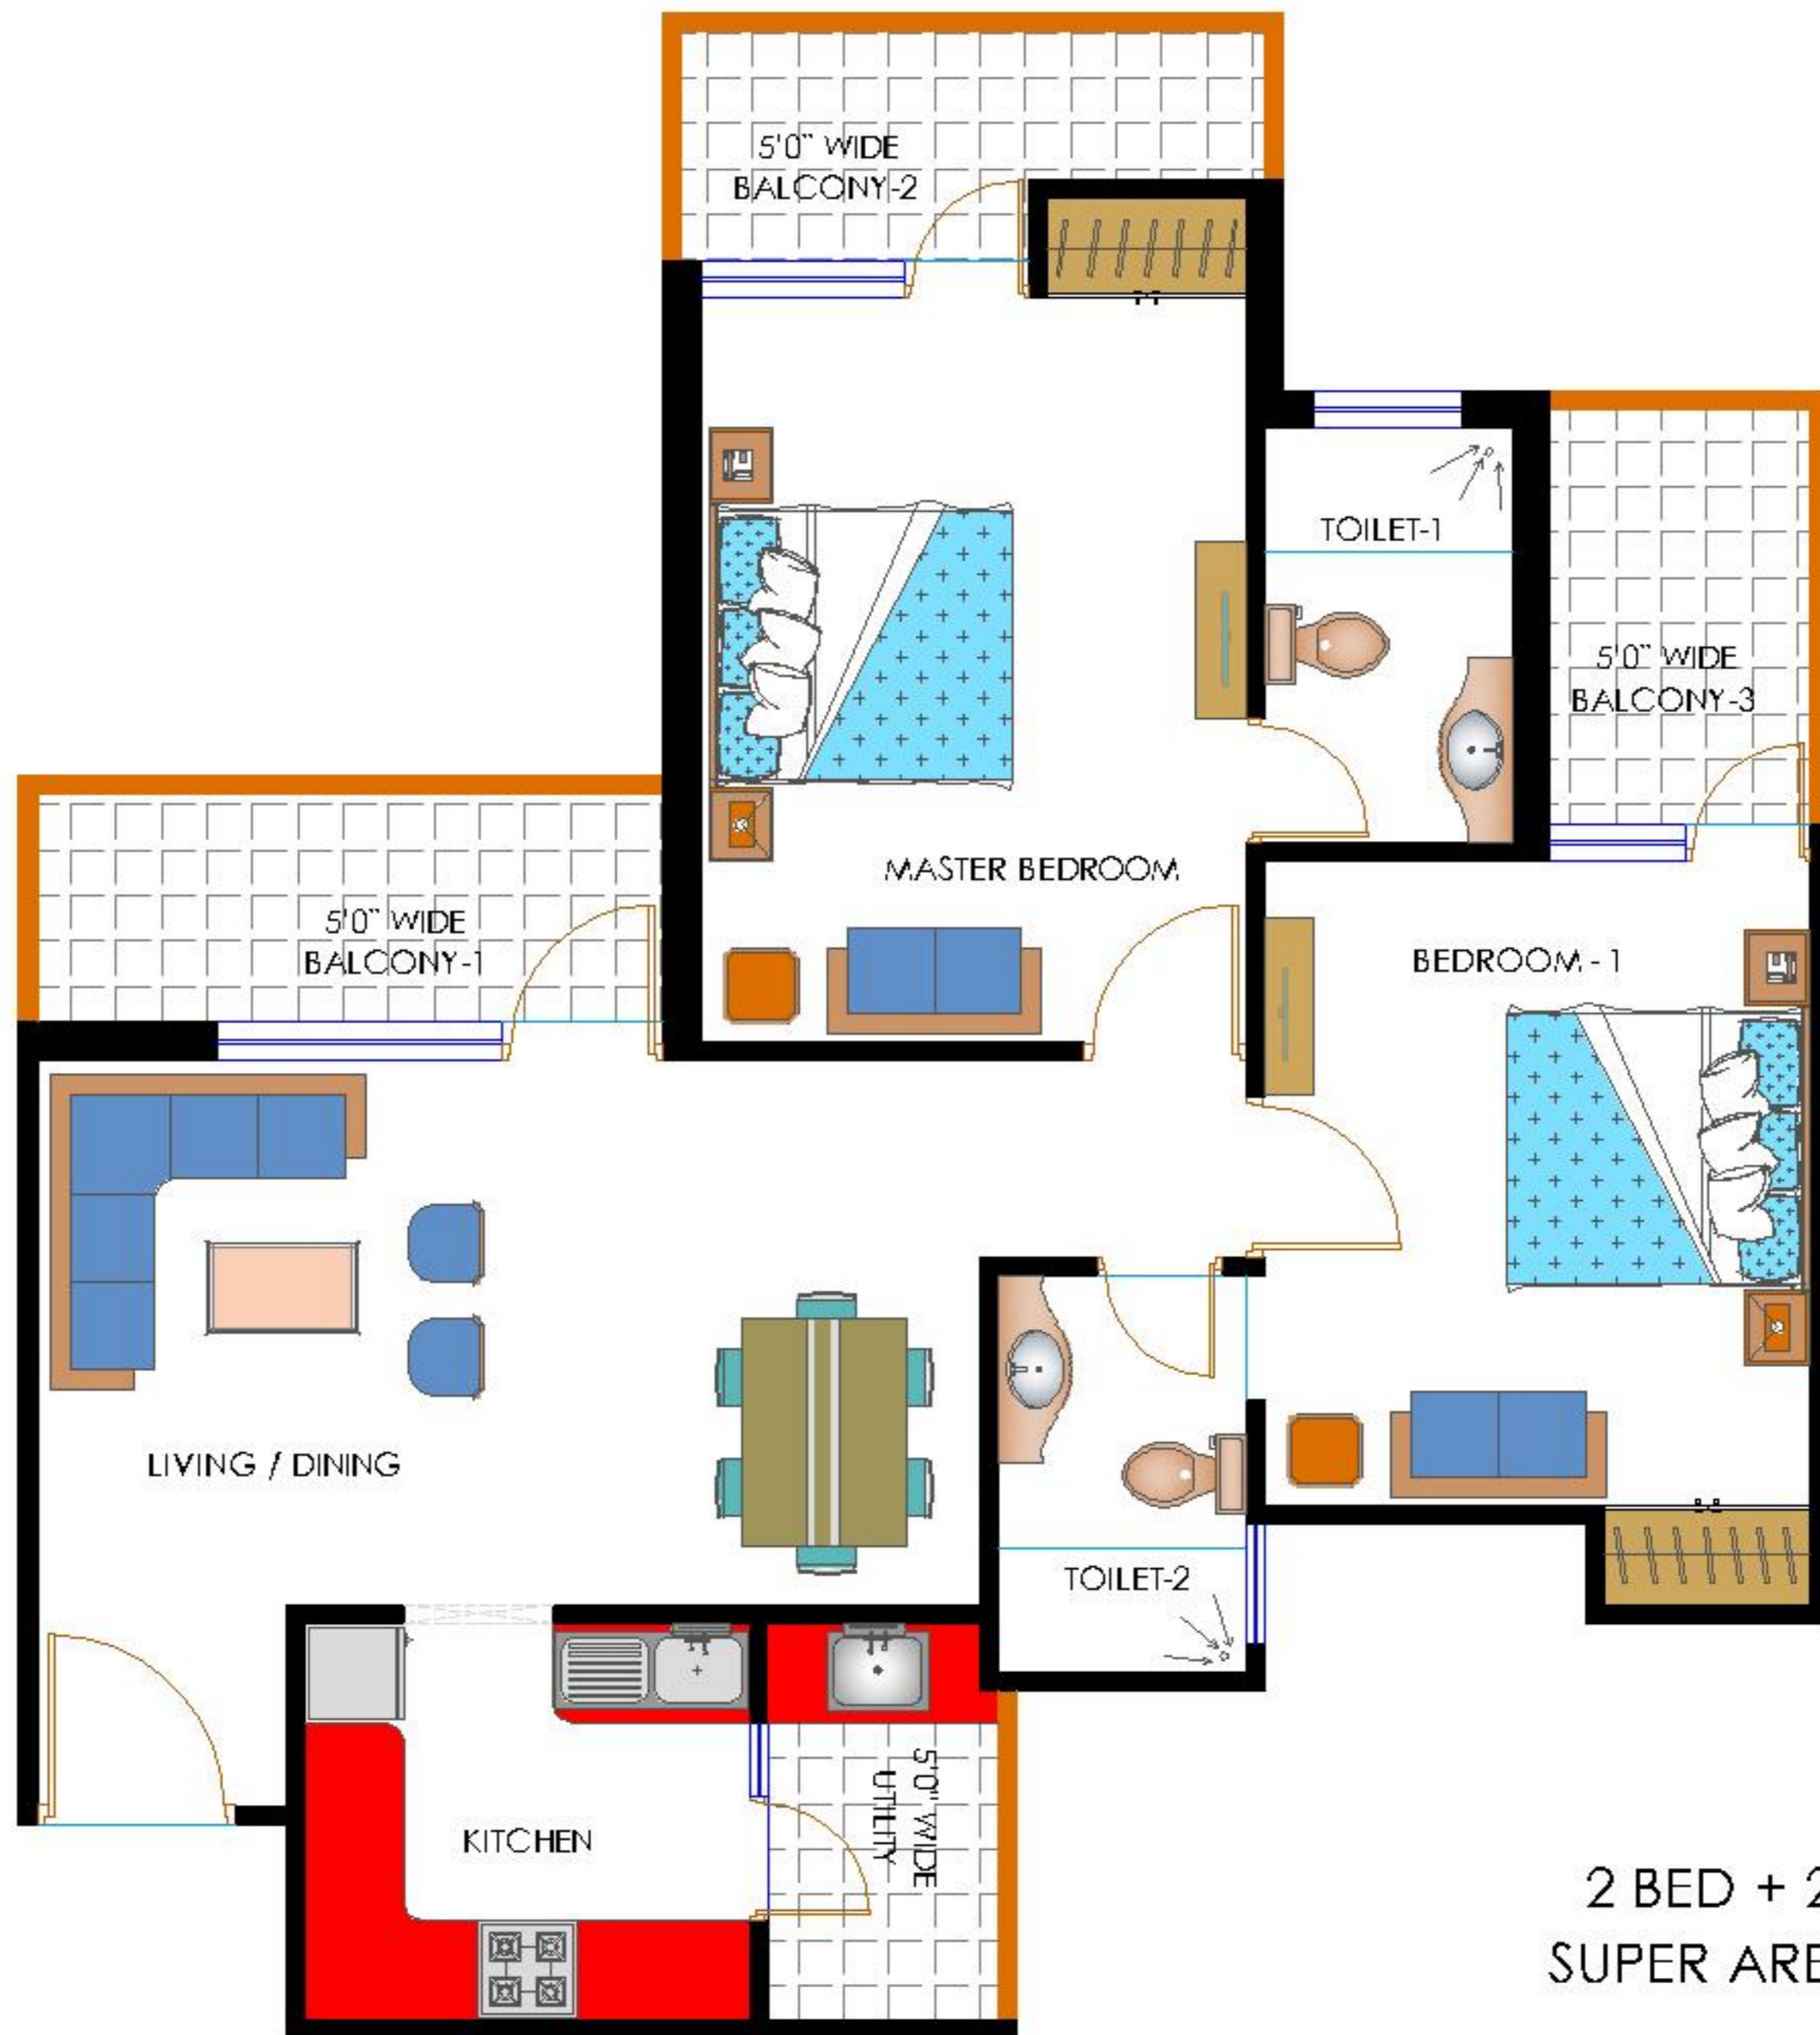 5'0" WIDE
BALCONY-2
TOILET-1
5'0" WIDE
BALCONY-3
MASTER BEDROOM
5'0" WIDE
BALCONY-1
BEDROOM - 1
LIVING / DINING
TOILET-2
5'0" WIDE
UTILITY
KITCHEN
2 BED + 2
SUPER ARE